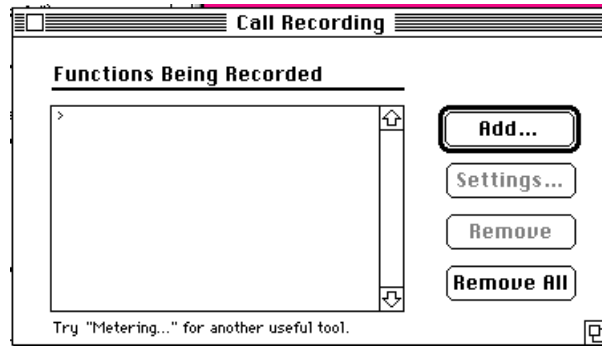 Call Recording
Functions Being Recorded
>
Add...
Settings...
Remove
Remove All
Try "Metering..." for another useful tool.